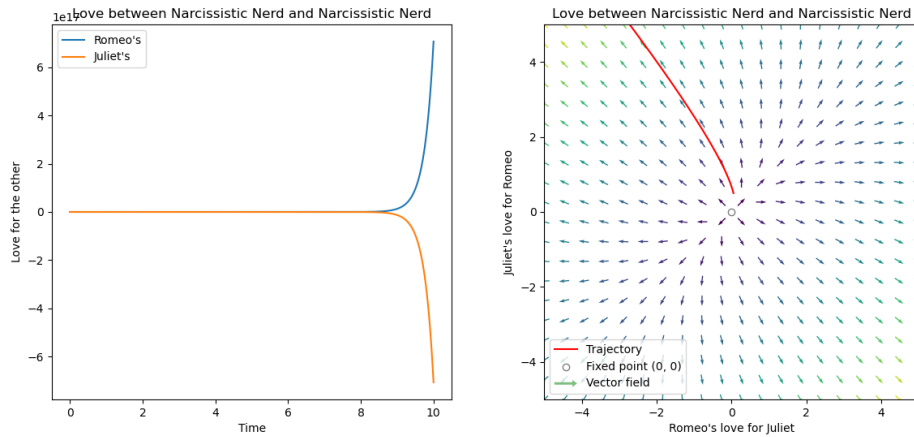 Love between Narcissistic Nerd and Narcissistic Nerd
1e17
Romeo's
Juliet's
6
4
2
0
−2
−4
−6
Love for the other
0
2
4
6
8
10
Time
Love between Narcissistic Nerd and Narcissistic Nerd
4
2
0
−2
−4
Juliet's love for Romeo
Trajectory
Fixed point (0, 0)
Vector field
−4
−2
0
2
4
Romeo's love for Juliet